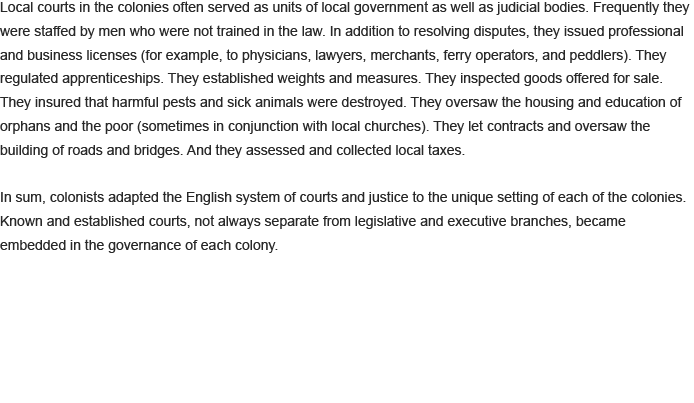 Local courts in the colonies often served as units of local government as well as judicial bodies. Frequently they
were staffed by men who were not trained in the law. In addition to resolving disputes, they issued professional
and business licenses (for example, to physicians, lawyers, merchants, ferry operators, and peddlers). They
regulated apprenticeships. They established weights and measures. They inspected goods offered for sale.
They insured that harmful pests and sick animals were destroyed. They oversaw the housing and education of
orphans and the poor (sometimes in conjunction with local churches). They let contracts and oversaw the
building of roads and bridges. And they assessed and collected local taxes.

In sum, colonists adapted the English system of courts and justice to the unique setting of each of the colonies.
Known and established courts, not always separate from legislative and executive branches, became
embedded in the governance of each colony.